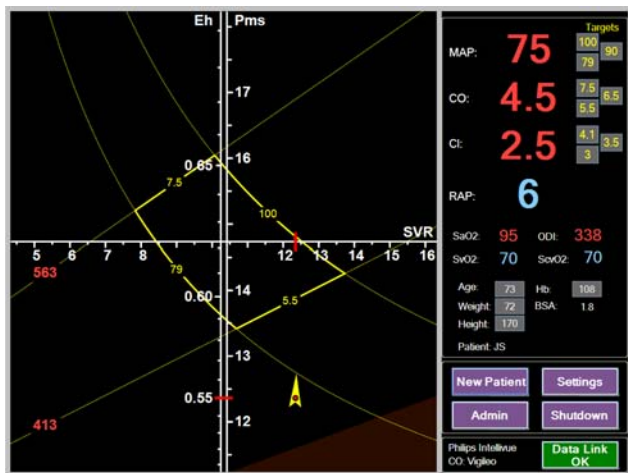 Eh Pms
17
16
0.65
7.5
100
SVR
5 6 7 8 12 13 14 15 16
563
79
0.60
14
5.5
13
0.55
12
413
Targets
MAP: 75 100 90
79
CO: 4.5 7.5 6.5
5.5
CI: 2.5 4.1 3.5
3
RAP: 6
SaO2: 95 ODI: 338
SvO2: 70 ScvO2: 70
Age: 73 Hb: 108
Weight: 72 BSA: 1.8
Height: 170
Patient: JS
New Patient Settings
Admin Shutdown
Philips Intellivue
CO: Vigileo
Data Link
OK